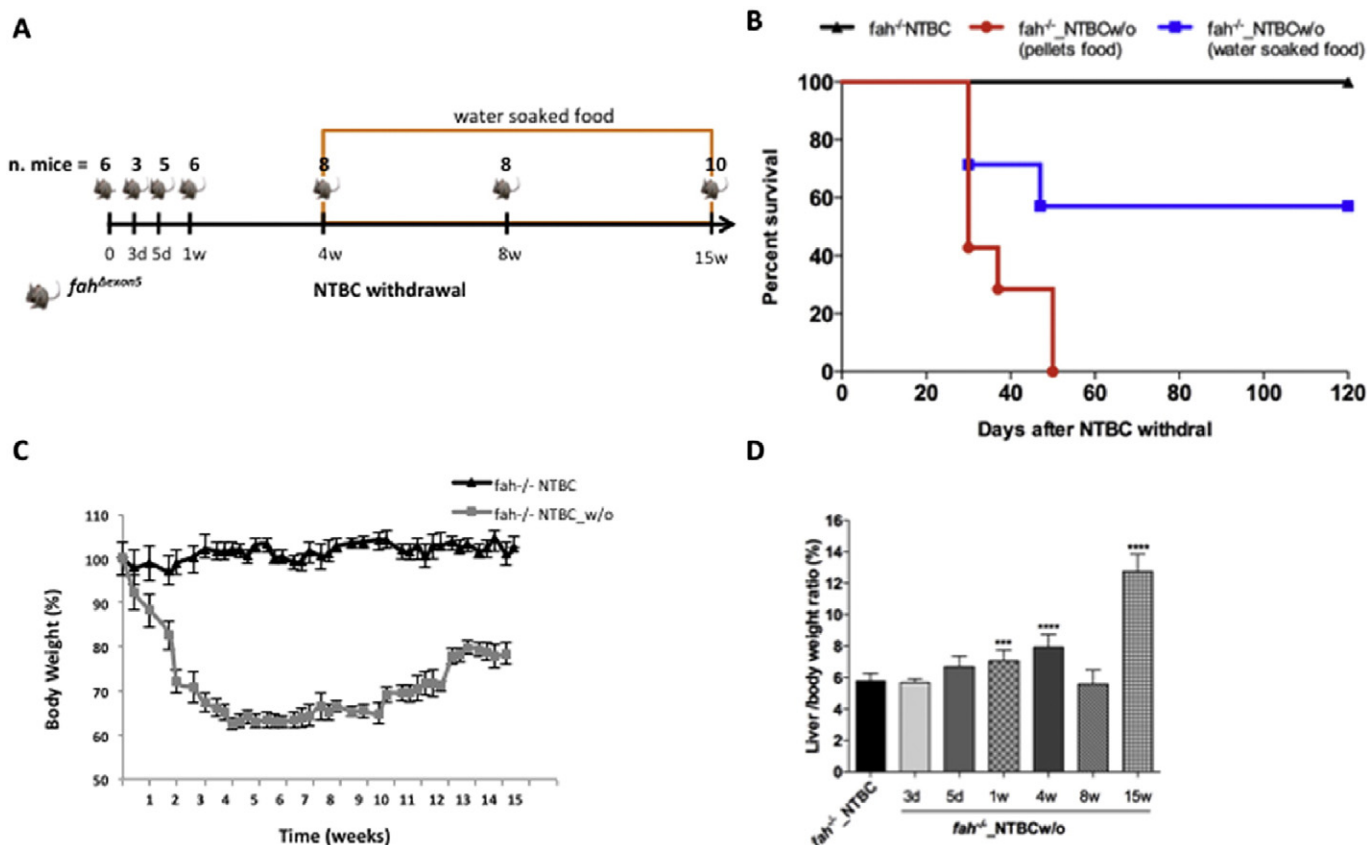 A
water soaked food
n. mice = 6 3 5 6 8 8 10
0 3d 5d 1w 4w 8w 15w
fah^Δexon5
NTBC withdrawal
B
fah-/-NTBC
fah-/-_NTBCw/o
(pellets food)
fah-/-_NTBCw/o
(water soaked food)
Percent survival
100
80
60
40
20
0
0 20 40 60 80 100 120
Days after NTBC withdral
C
fah-/- NTBC
fah-/- NTBC_w/o
Body Weight (%)
110
100
90
80
70
60
50
1 2 3 4 5 6 7 8 9 10 11 12 13 14 15
Time (weeks)
D
Liver /body weight ratio (%)
16
14
12
10
8
6
4
2
0
*** **** ****
fah-/-_NTBC 3d 5d 1w 4w 8w 15w
fah-/-_NTBCw/o